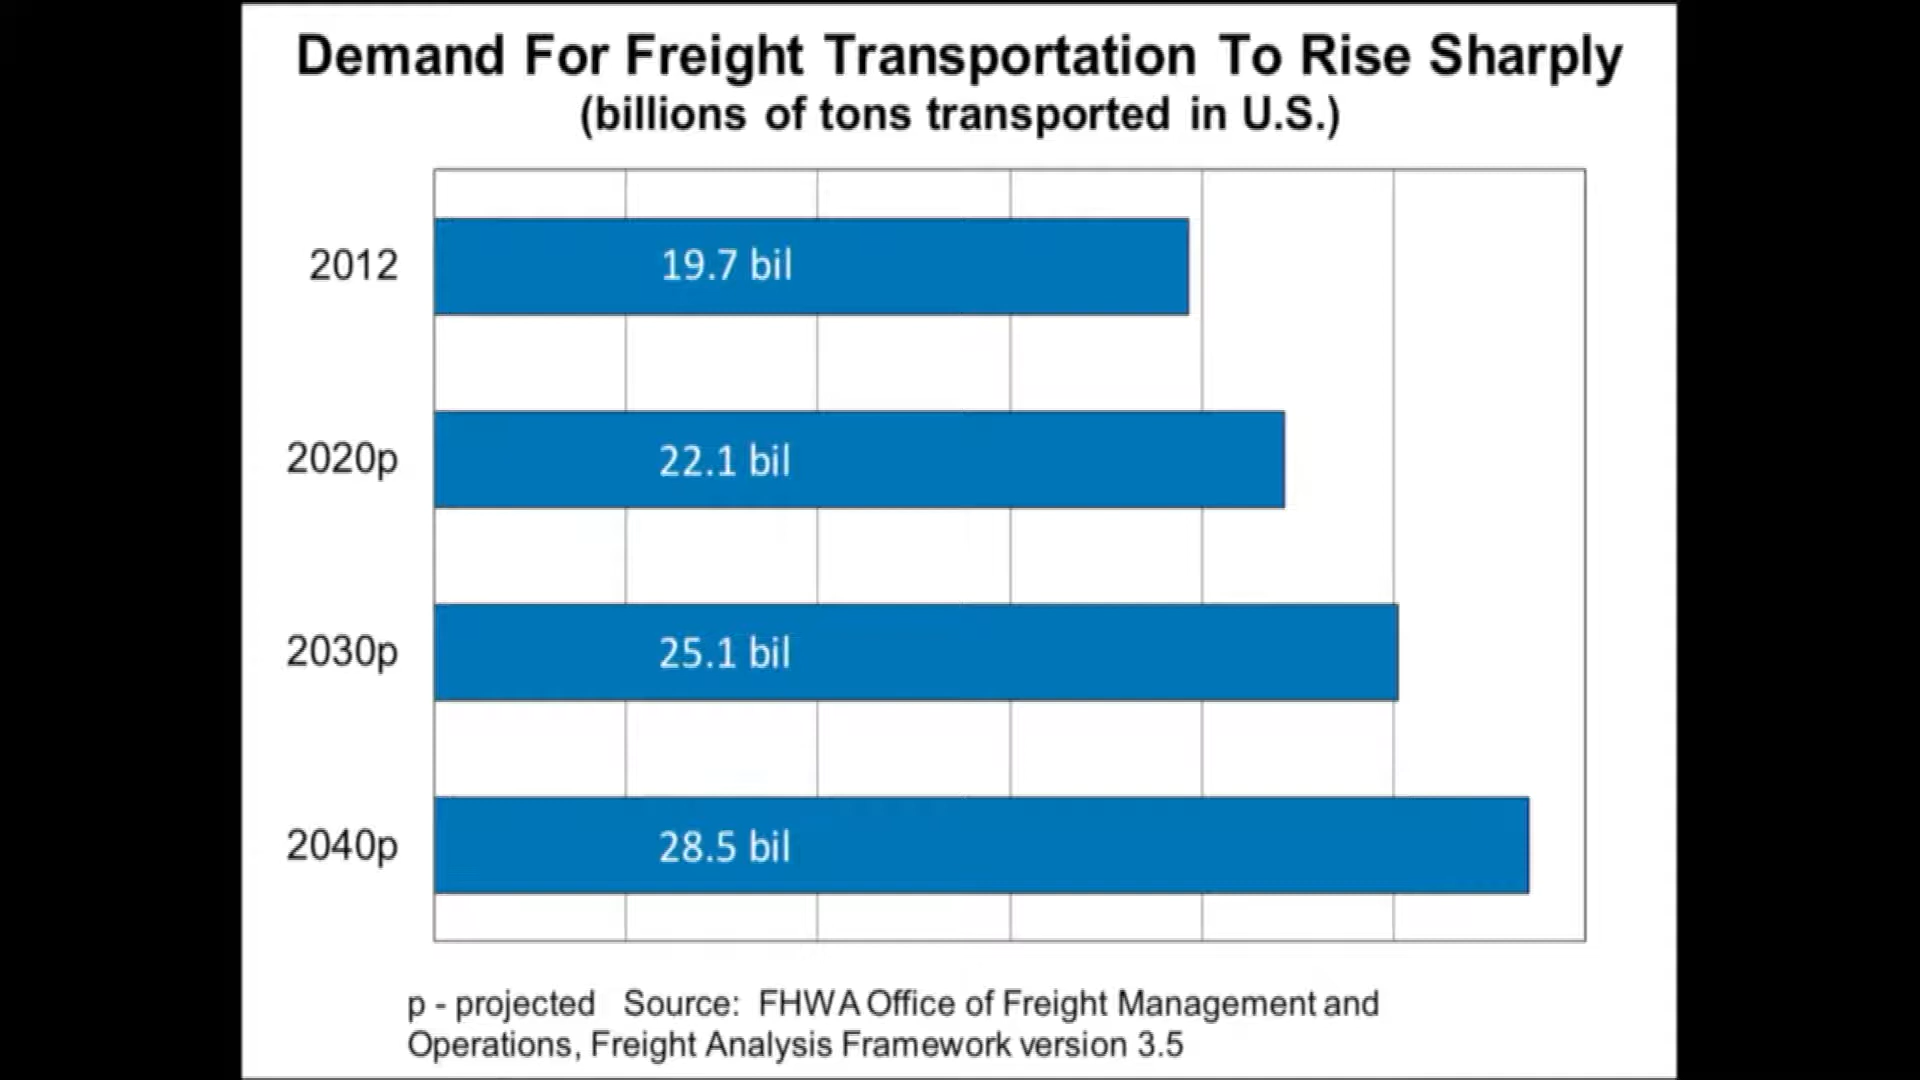 Demand For Freight Transportation To Rise Sharply
(billions of tons transported in U.S.)
2012
19.7 bil
2020p
22.1 bil
2030p
25.1 bil
2040p
28.5 bil
p - projected Source: FHWA Office of Freight Management and
Operations, Freight Analysis Framework version 3.5